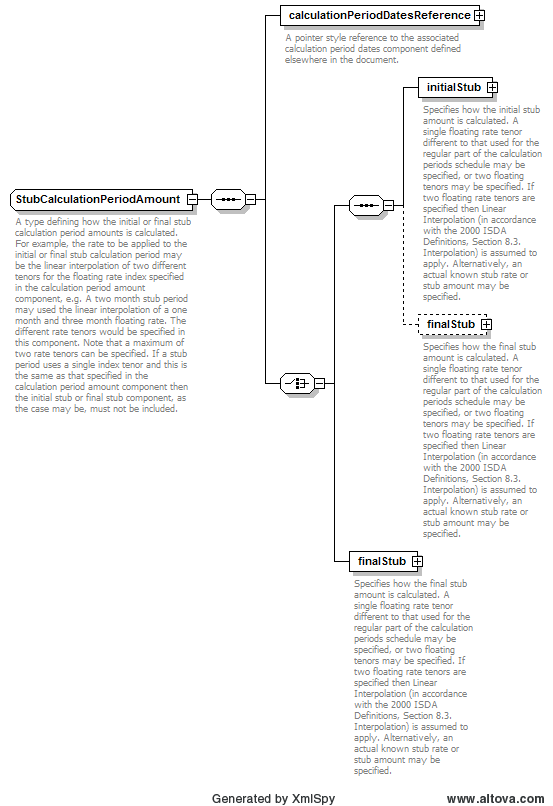 calculationPeriodDatesReference
A pointer style reference to the associated
calculation period dates component defined
elsewhere in the document.
initialStub
Specifies how the initial stub
amount is calculated. A
single floating rate tenor
different to that used for the
regular part of the calculation
periods schedule may be
specified, or two floating
tenors may be specified. If
two floating rate tenors are
specified then Linear
Interpolation (in accordance
with the 2000 ISDA
Definitions, Section 8.3.
Interpolation) is assumed to
apply. Alternatively, an
actual known stub rate or
stub amount may be
specified.
StubCalculationPeriodAmount
A type defining how the initial or final stub
calculation period amounts is calculated.
For example, the rate to be applied to the
initial or final stub calculation period may
be the linear interpolation of two different
tenors for the floating rate index specified
in the calculation period amount
component, e.g. A two month stub period
may used the linear interpolation of a one
month and three month floating rate. The
different rate tenors would be specified in
this component. Note that a maximum of
two rate tenors can be specified. If a stub
period uses a single index tenor and this is
the same as that specified in the
calculation period amount component then
the initial stub or final stub component, as
the case may be, must not be included.
finalStub
Specifies how the final stub
amount is calculated. A
single floating rate tenor
different to that used for the
regular part of the calculation
periods schedule may be
specified, or two floating
tenors may be specified. If
two floating rate tenors are
specified then Linear
Interpolation (in accordance
with the 2000 ISDA
Definitions, Section 8.3.
Interpolation) is assumed to
apply. Alternatively, an
actual known stub rate or
stub amount may be
specified.
finalStub
Specifies how the final stub
amount is calculated. A
single floating rate tenor
different to that used for the
regular part of the calculation
periods schedule may be
specified, or two floating
tenors may be specified. If
two floating rate tenors are
specified then Linear
Interpolation (in accordance
with the 2000 ISDA
Definitions, Section 8.3.
Interpolation) is assumed to
apply. Alternatively, an
actual known stub rate or
stub amount may be
specified.
Generated by XmlSpy www.altova.com